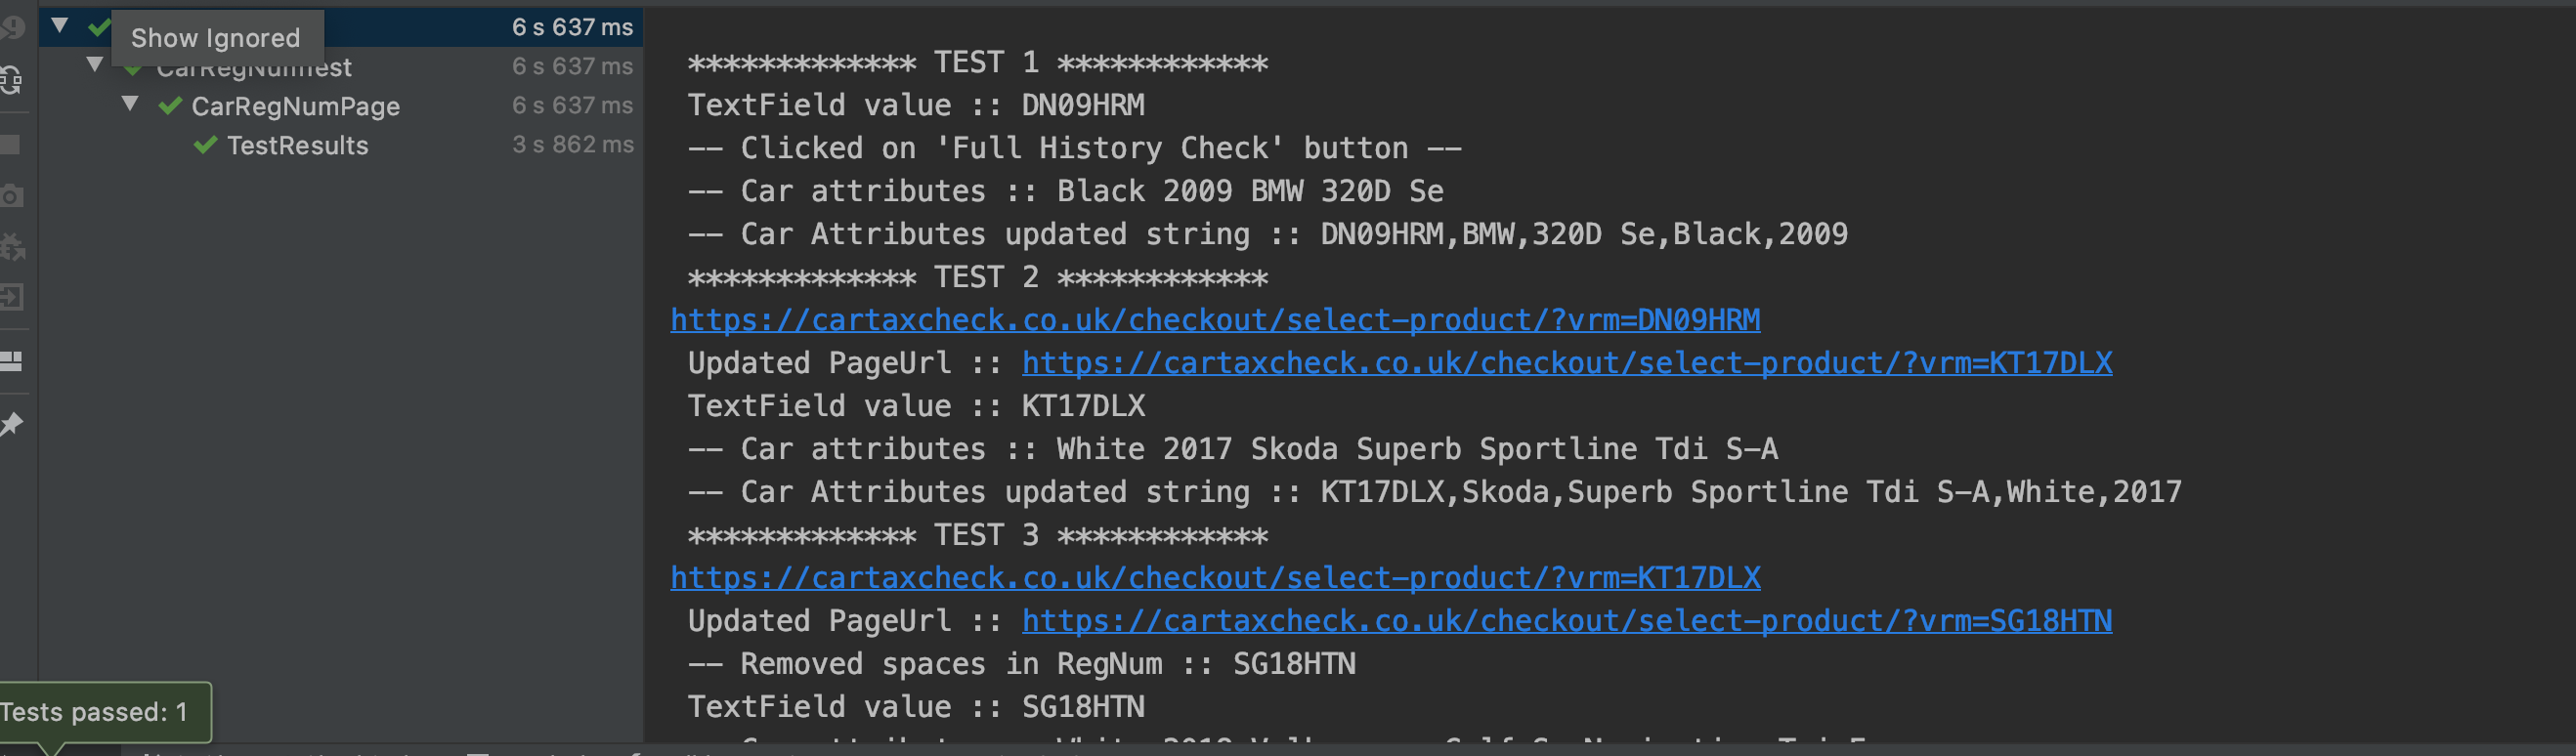 6 s 637 ms
Show Ignored
CarRegNumTest 6 s 637 ms
CarRegNumPage 6 s 637 ms
TestResults 3 s 862 ms
************* TEST 1 ************
TextField value :: DN09HRM
-- Clicked on 'Full History Check' button --
-- Car attributes :: Black 2009 BMW 320D Se
-- Car Attributes updated string :: DN09HRM,BMW,320D Se,Black,2009
************* TEST 2 ************
https://cartaxcheck.co.uk/checkout/select-product/?vrm=DN09HRM
Updated PageUrl :: https://cartaxcheck.co.uk/checkout/select-product/?vrm=KT17DLX
TextField value :: KT17DLX
-- Car attributes :: White 2017 Skoda Superb Sportline Tdi S-A
-- Car Attributes updated string :: KT17DLX,Skoda,Superb Sportline Tdi S-A,White,2017
************* TEST 3 ************
https://cartaxcheck.co.uk/checkout/select-product/?vrm=KT17DLX
Updated PageUrl :: https://cartaxcheck.co.uk/checkout/select-product/?vrm=SG18HTN
-- Removed spaces in RegNum :: SG18HTN
TextField value :: SG18HTN
Tests passed: 1